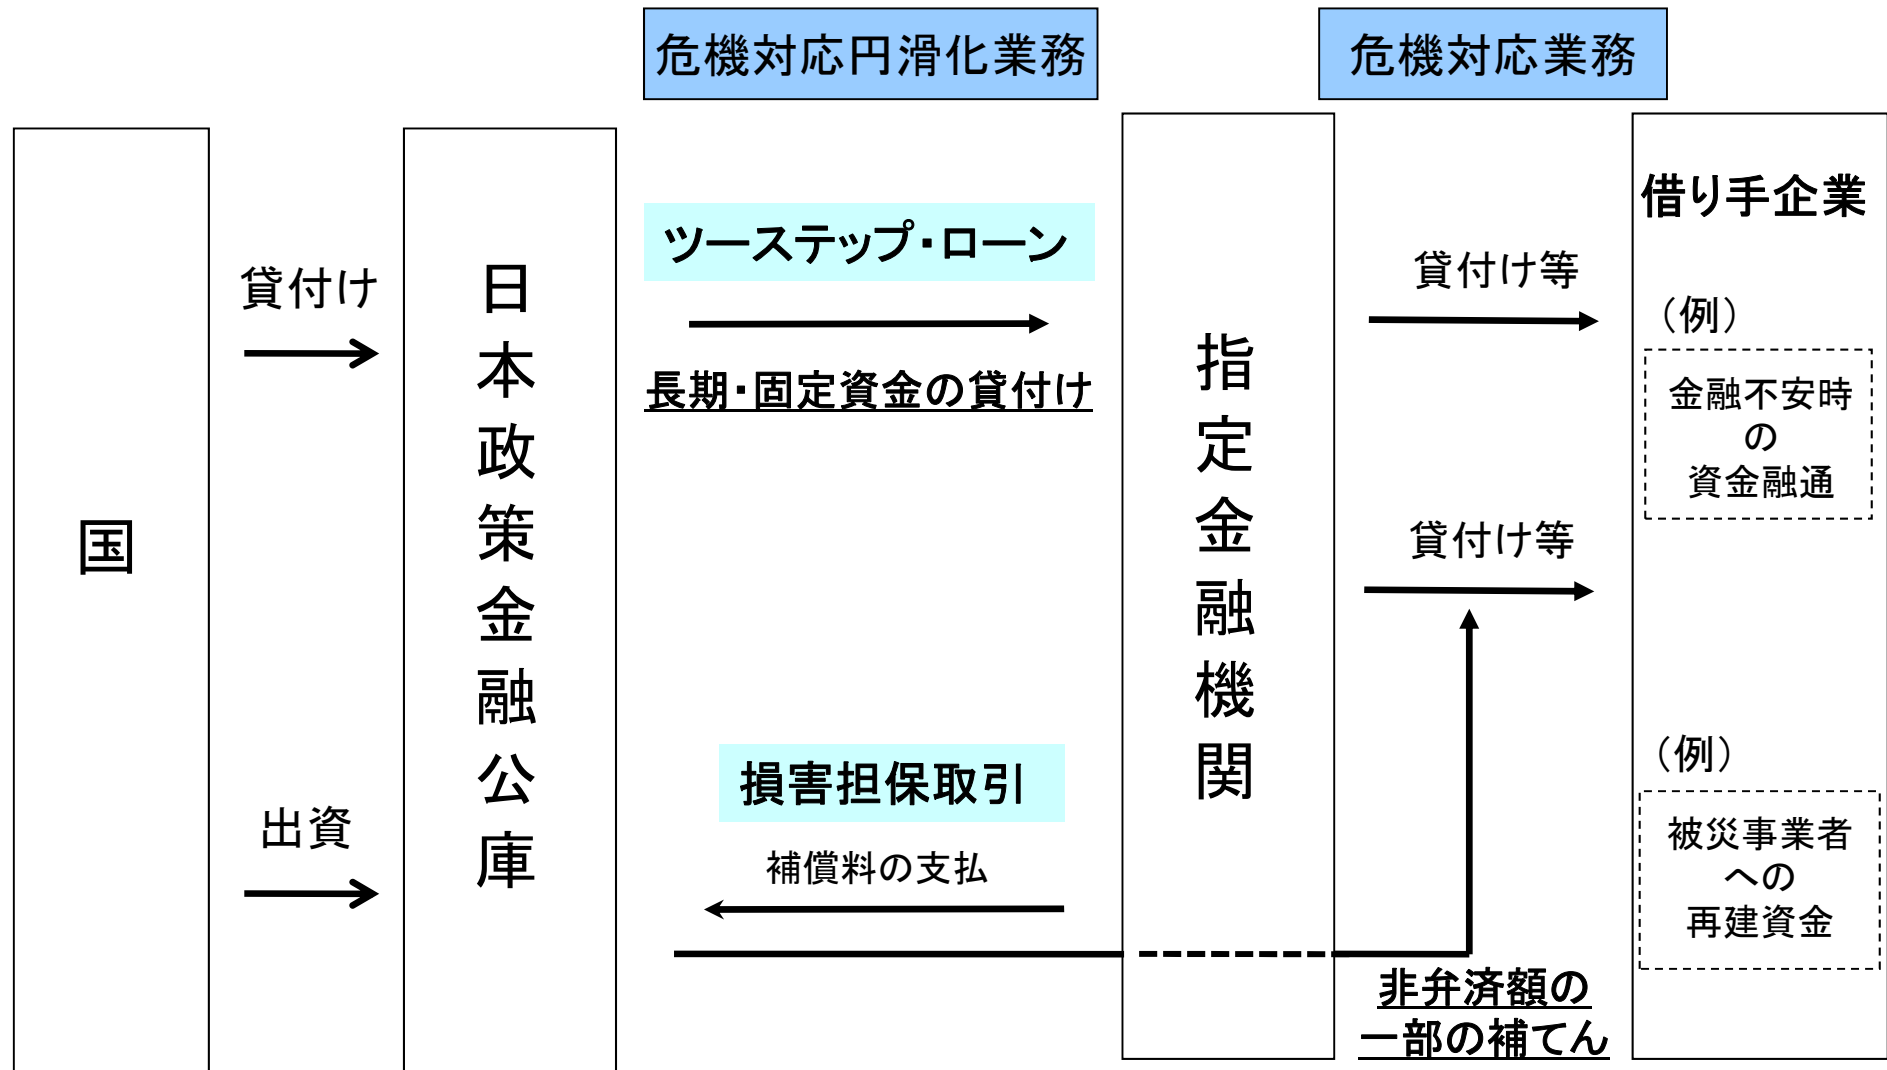 危機対応円滑化業務
危機対応業務
国
貸付け
出資
日本政策金融公庫
ツーステップ・ローン
長期・固定資金の貸付け
損害担保取引
補償料の支払
指定金融機関
貸付け等
貸付け等
非弁済額の
一部の補てん
借り手企業
（例）
金融不安時
の
資金融通
（例）
被災事業者
への
再建資金